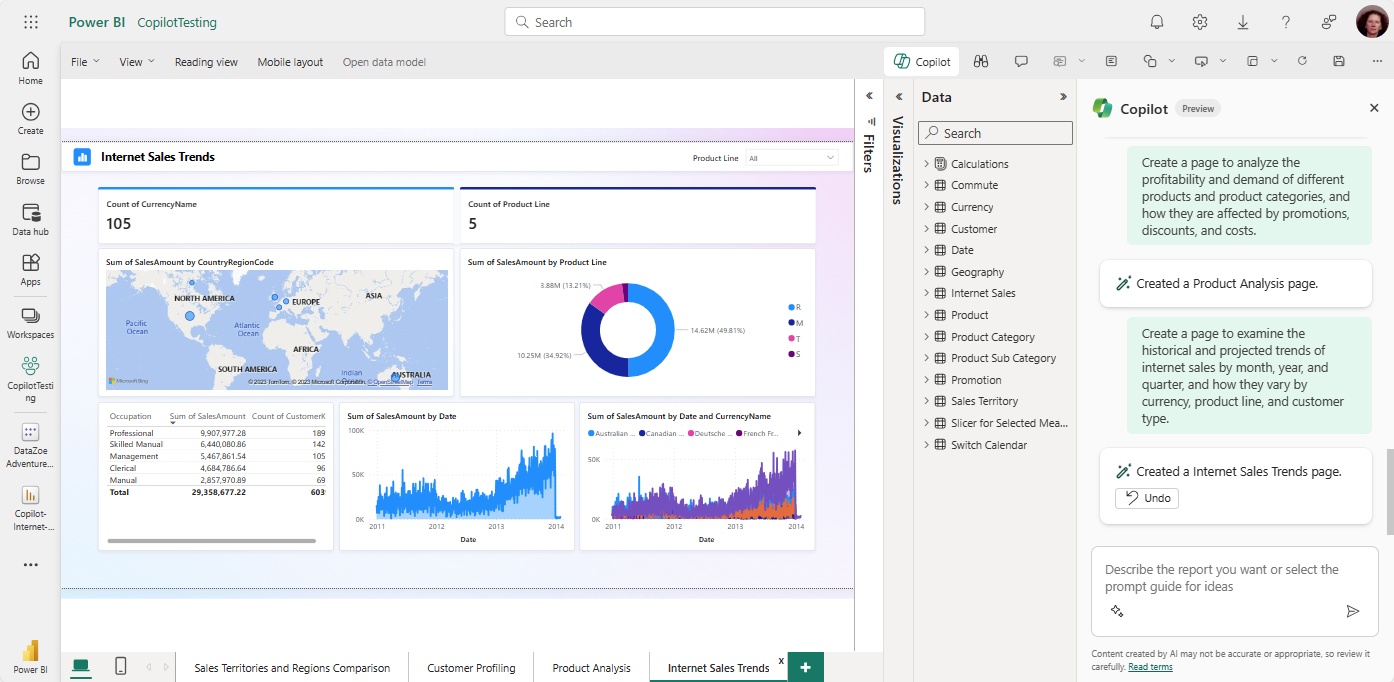 Power BI CopilotTesting
Search
Home
Create
Browse
Data hub
Apps
Workspaces
CopilotTesti
ng
DataZoe
Adventure...
Copilot-
Internet-...
Power BI
File View Reading view Mobile layout Open data model
Copilot
Internet Sales Trends
Product Line All
Count of CurrencyName
105
Count of Product Line
5
Sum of SalesAmount by CountryRegionCode
NORTH AMERICA
EUROPE
ASIA
Pacific
Ocean
Atlantic
Ocean
AFRICA
SOUTH AMERICA
Indian
AUSTRALIA
Microsoft Bing
© 2023 TomTom, © 2023 Microsoft Corporation, © OpenStreetMap Terms
Sum of SalesAmount by Product Line
3.88M (13.21%)
14.62M (49.81%)
10.25M (34.92%)
R
M
T
S
Occupation Sum of SalesAmount Count of CustomerK
Professional 9,907,977.28 189
Skilled Manual 6,440,080.86 142
Management 5,467,861.54 105
Clerical 4,684,786.64 96
Manual 2,857,970.89 69
Total 29,358,677.22 603
Sum of SalesAmount by Date
100K
50K
0K
2011 2012 2013 2014
Date
Sum of SalesAmount by Date and CurrencyName
Australian ... Canadian ... Deutsche ... French Fr...
50K
0K
2011 2012 2013 2014
Date
Filters
Visualizations
Data
Search
Calculations
Commute
Currency
Customer
Date
Geography
Internet Sales
Product
Product Category
Product Sub Category
Promotion
Sales Territory
Slicer for Selected Mea...
Switch Calendar
Copilot Preview
Create a page to analyze the
profitability and demand of different
products and product categories, and
how they are affected by promotions,
discounts, and costs.
Created a Product Analysis page.
Create a page to examine the
historical and projected trends of
internet sales by month, year, and
quarter, and how they vary by
currency, product line, and customer
type.
Created a Internet Sales Trends page.
Undo
Describe the report you want or select the
prompt guide for ideas
Content created by AI may not be accurate or appropriate, so review it
carefully. Read terms
Sales Territories and Regions Comparison Customer Profiling Product Analysis Internet Sales Trends x